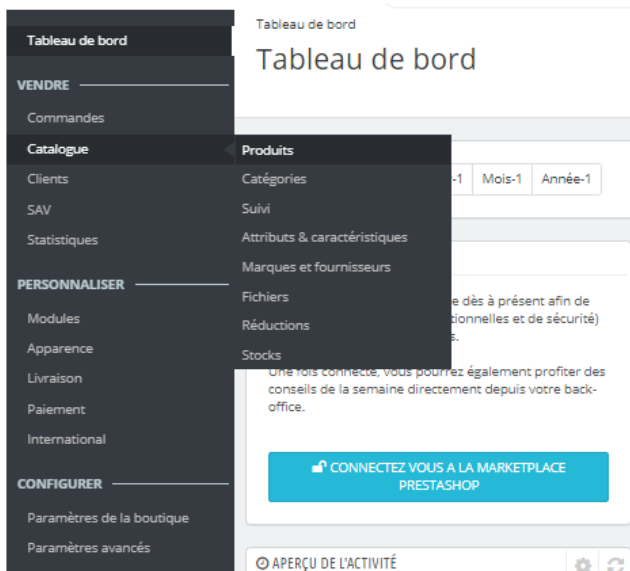 Tableau de bord
VENDRE
Commandes
Catalogue
Clients
SAV
Statistiques
PERSONNALISER
Modules
Apparence
Livraison
Paiement
International
CONFIGURER
Paramètres de la boutique
Paramètres avancés
Produits
Catégories
Suivi
Attributs & caractéristiques
Marques et fournisseurs
Fichiers
Réductions
Stocks
Tableau de bord
Tableau de bord
-1 Mois-1 Année-1
e dès à présent afin de
tionnelles et de sécurité)
s.
Une fois connecté, vous pourrez également profiter des
conseils de la semaine directement depuis votre back-
office.
CONNECTEZ VOUS A LA MARKETPLACE
PRESTASHOP
APERÇU DE L'ACTIVITÉ